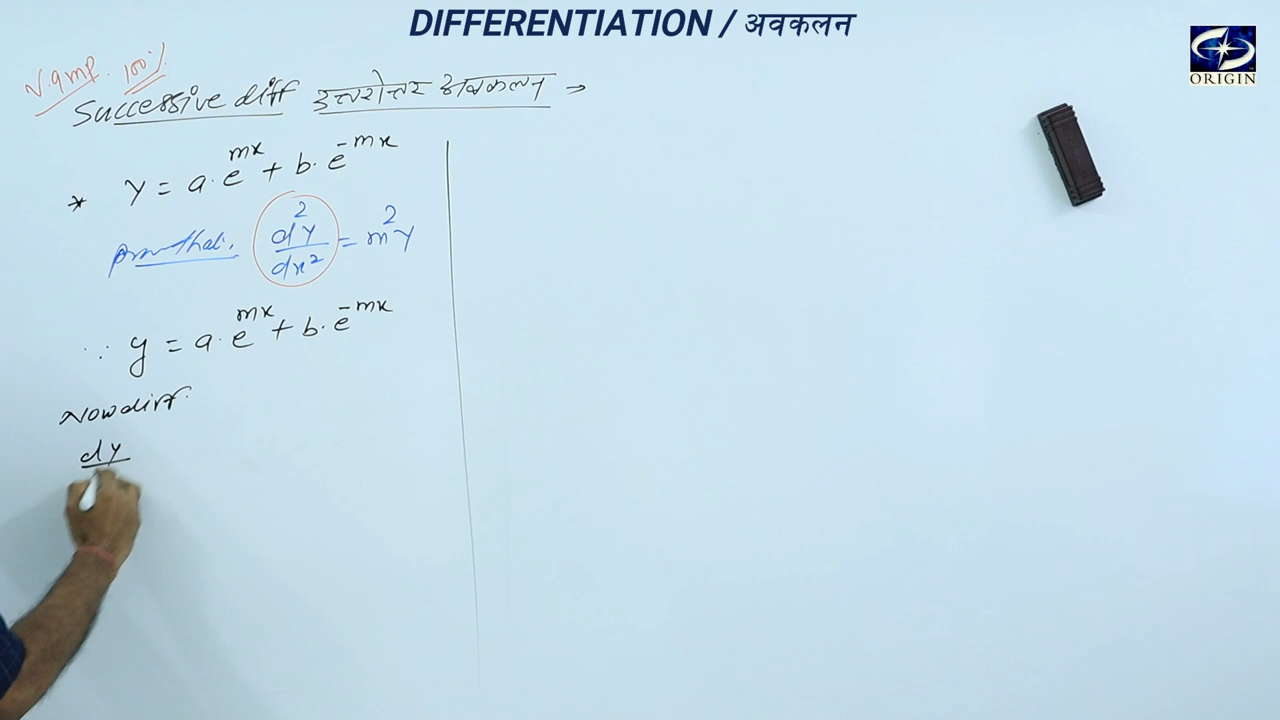 DIFFERENTIATION / अवकलन
ORIGIN
V.Imp. 100%
Successive diff उत्तरोत्तर अवकलन →
* y = a·e^mx + b·e^-mx
prove that. d²y/dx² = m²y
∵ y = a·e^mx + b·e^-mx
Now diff.
dy